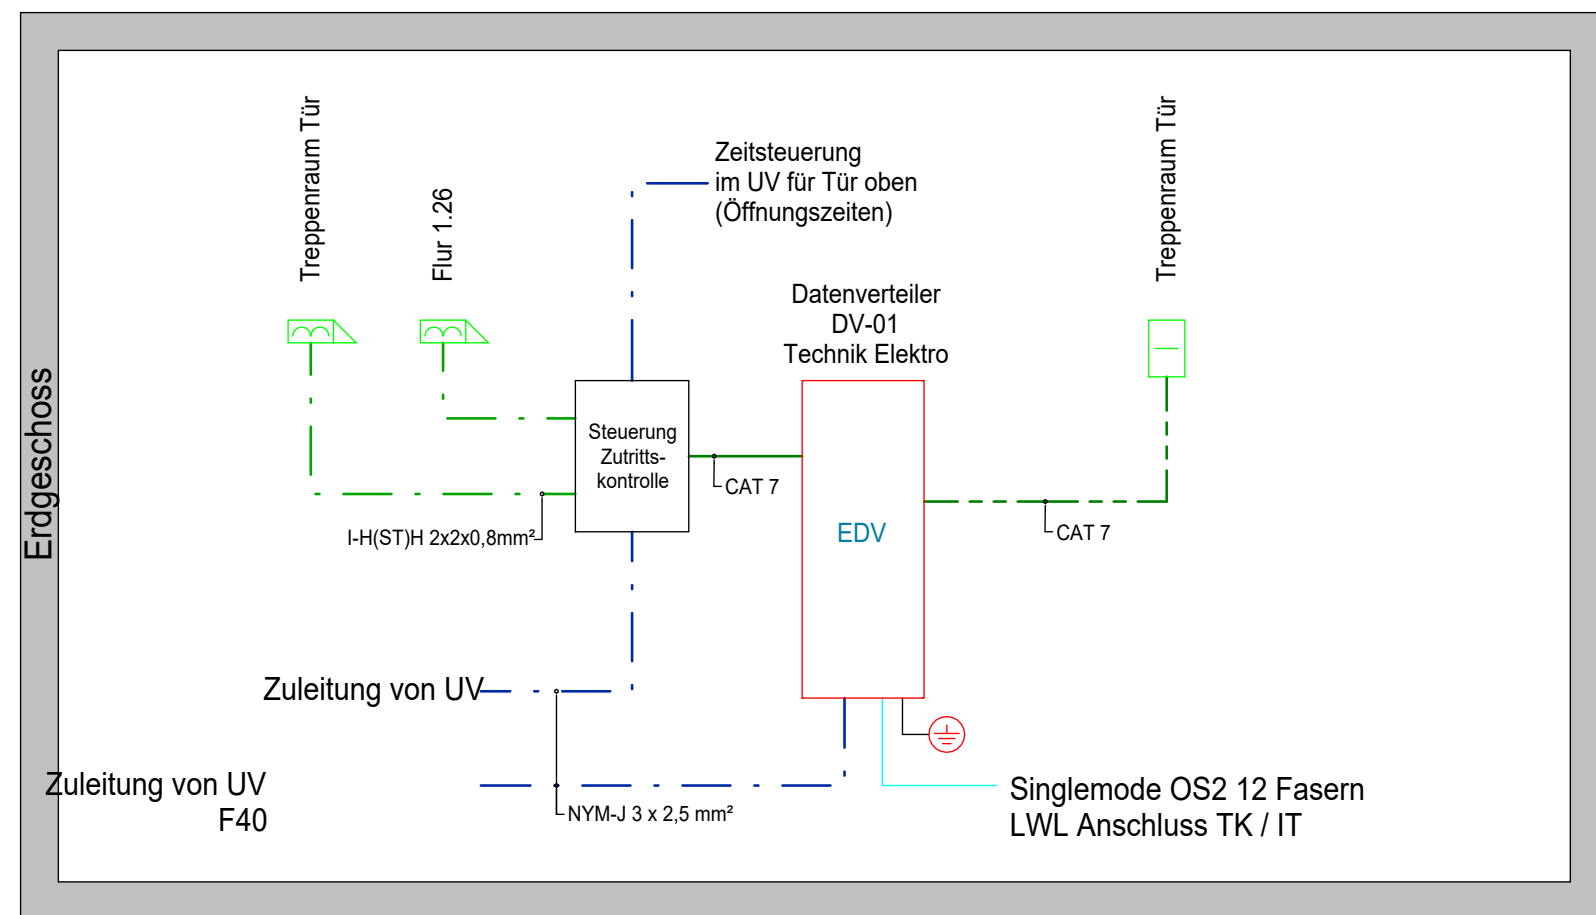 Erdgeschoss
Treppenraum Tür
Flur 1.26
Zeitsteuerung
im UV für Tür oben
(Öffnungszeiten)
Treppenraum Tür
Datenverteiler
DV-01
Technik Elektro
Steuerung
Zutritts-
kontrolle
CAT 7
I-H(ST)H 2x2x0,8mm²
EDV
CAT 7
Zuleitung von UV
Zuleitung von UV
F40
NYM-J 3 x 2,5 mm²
Singlemode OS2 12 Fasern
LWL Anschluss TK / IT